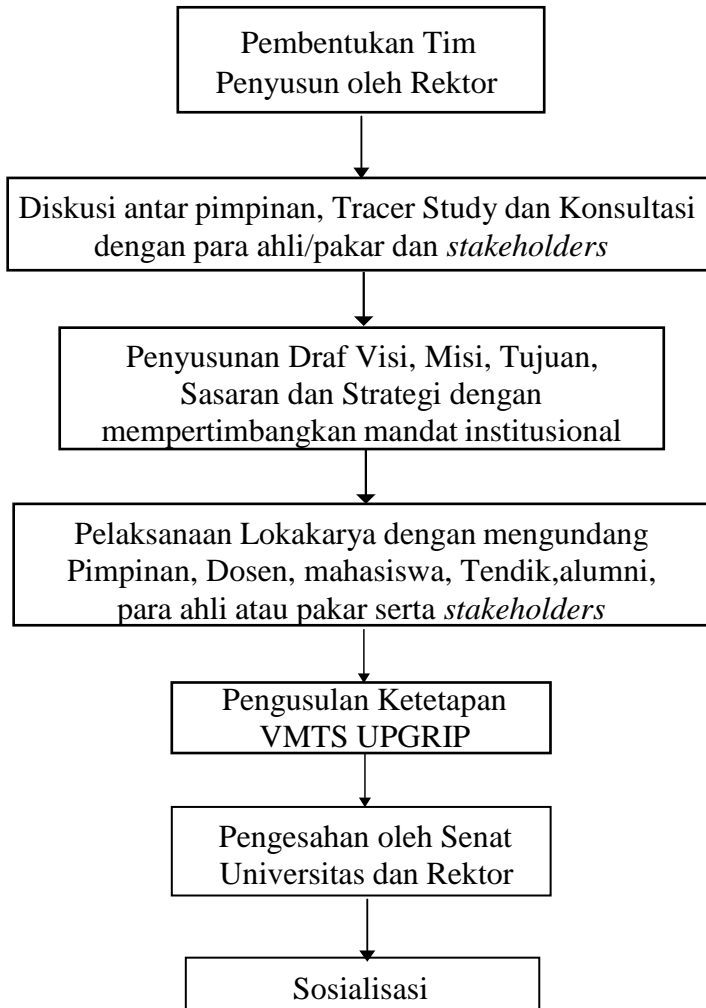 Pembentukan Tim
Penyusun oleh Rektor
Diskusi antar pimpinan, Tracer Study dan Konsultasi
dengan para ahli/pakar dan stakeholders
Penyusunan Draf Visi, Misi, Tujuan,
Sasaran dan Strategi dengan
mempertimbangkan mandat institusional
Pelaksanaan Lokakarya dengan mengundang
Pimpinan, Dosen, mahasiswa, Tendik,alumni,
para ahli atau pakar serta stakeholders
Pengusulan Ketetapan
VMTS UPGRIP
Pengesahan oleh Senat
Universitas dan Rektor
Sosialisasi